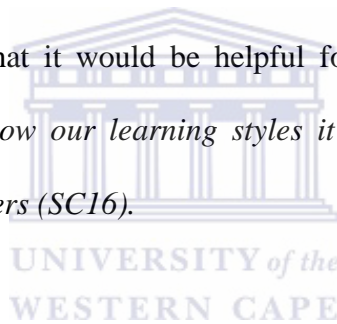 hat it would be helpful fo
ow our learning styles it
ers (SC16).
UNIVERSITY of the
WESTERN CAPE